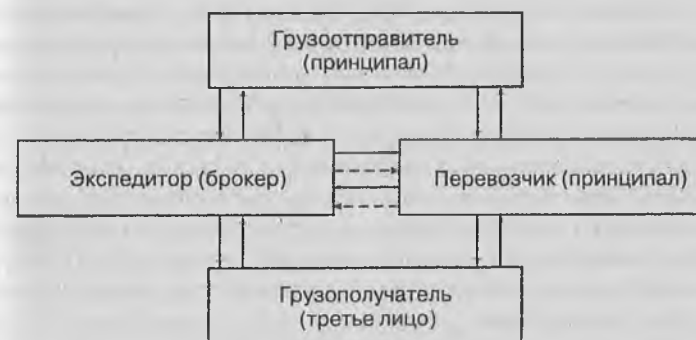 Грузоотправитель
(принципал)
Экспедитор (брокер)
Перевозчик (принципал)
Грузополучатель
(третье лицо)